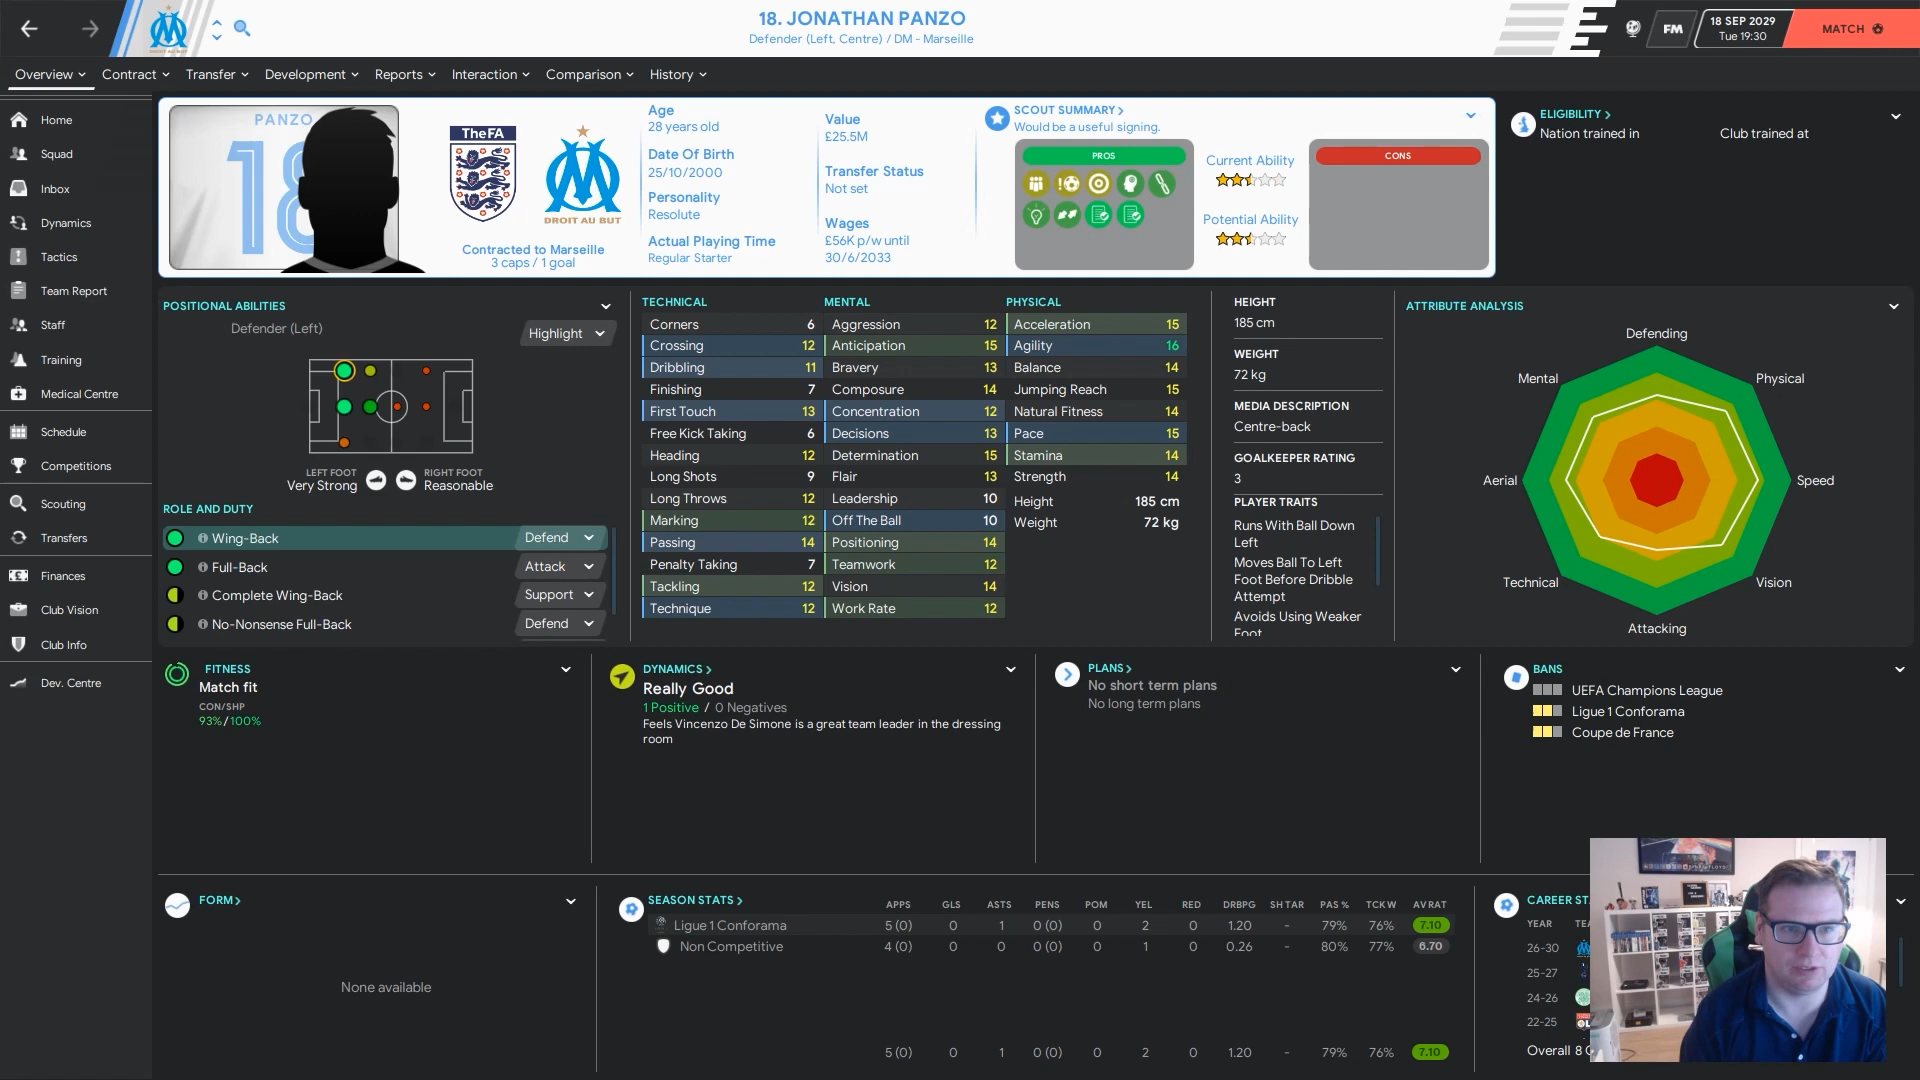 18. JONATHAN PANZO
Defender (Left, Centre) / DM - Marseille
DROIT AU BUT
FM
18 SEP 2029
Tue 19:30
MATCH
Overview
Contract
Transfer
Development
Reports
Interaction
Comparison
History
Home
Squad
Inbox
Dynamics
Tactics
Team Report
Staff
Training
Medical Centre
Schedule
Competitions
Scouting
Transfers
Finances
Club Vision
Club Info
Dev. Centre
PANZO
18
The FA
DROIT AU BUT
Contracted to Marseille
3 caps / 1 goal
Age
28 years old
Date Of Birth
25/10/2000
Personality
Resolute
Actual Playing Time
Regular Starter
Value
£25.5M
Transfer Status
Not set
Wages
£56K p/w until
30/6/2033
SCOUT SUMMARY
Would be a useful signing.
PROS
Current Ability
Potential Ability
CONS
ELIGIBILITY
Nation trained in
Club trained at
POSITIONAL ABILITIES
Defender (Left)
Highlight
LEFT FOOT
Very Strong
RIGHT FOOT
Reasonable
ROLE AND DUTY
Wing-Back Defend
Full-Back Attack
Complete Wing-Back Support
No-Nonsense Full-Back Defend
TECHNICAL
Corners 6
Crossing 12
Dribbling 11
Finishing 7
First Touch 13
Free Kick Taking 6
Heading 12
Long Shots 9
Long Throws 12
Marking 12
Passing 14
Penalty Taking 7
Tackling 12
Technique 12
MENTAL
Aggression 12
Anticipation 15
Bravery 13
Composure 14
Concentration 12
Decisions 13
Determination 15
Flair 13
Leadership 10
Off The Ball 10
Positioning 14
Teamwork 12
Vision 14
Work Rate 12
PHYSICAL
Acceleration 15
Agility 16
Balance 14
Jumping Reach 15
Natural Fitness 14
Pace 15
Stamina 14
Strength 14
Height 185 cm
Weight 72 kg
HEIGHT
185 cm
WEIGHT
72 kg
MEDIA DESCRIPTION
Centre-back
GOALKEEPER RATING
3
PLAYER TRAITS
Runs With Ball Down
Left
Moves Ball To Left
Foot Before Dribble
Attempt
Avoids Using Weaker
Foot
ATTRIBUTE ANALYSIS
Defending
Mental
Physical
Aerial
Speed
Technical
Vision
Attacking
FITNESS
Match fit
CON/SHP
93%/100%
DYNAMICS
Really Good
1 Positive / 0 Negatives
Feels Vincenzo De Simone is a great team leader in the dressing
room
PLANS
No short term plans
No long term plans
BANS
UEFA Champions League
Ligue 1 Conforama
Coupe de France
FORM
None available
SEASON STATS APPS GLS ASTS PENS POM YEL RED DRBPG SH TAR PAS % TCK W AV RAT
Ligue 1 Conforama 5 (0) 0 1 0 (0) 0 2 0 1.20 - 79% 76% 7.10
Non Competitive 4 (0) 0 0 0 (0) 0 1 0 0.26 - 80% 77% 6.70
5 (0) 0 1 0 (0) 0 2 0 1.20 - 79% 76% 7.10
CAREER ST
YEAR TE
26-30
25-27
24-26
22-25
Overall 8